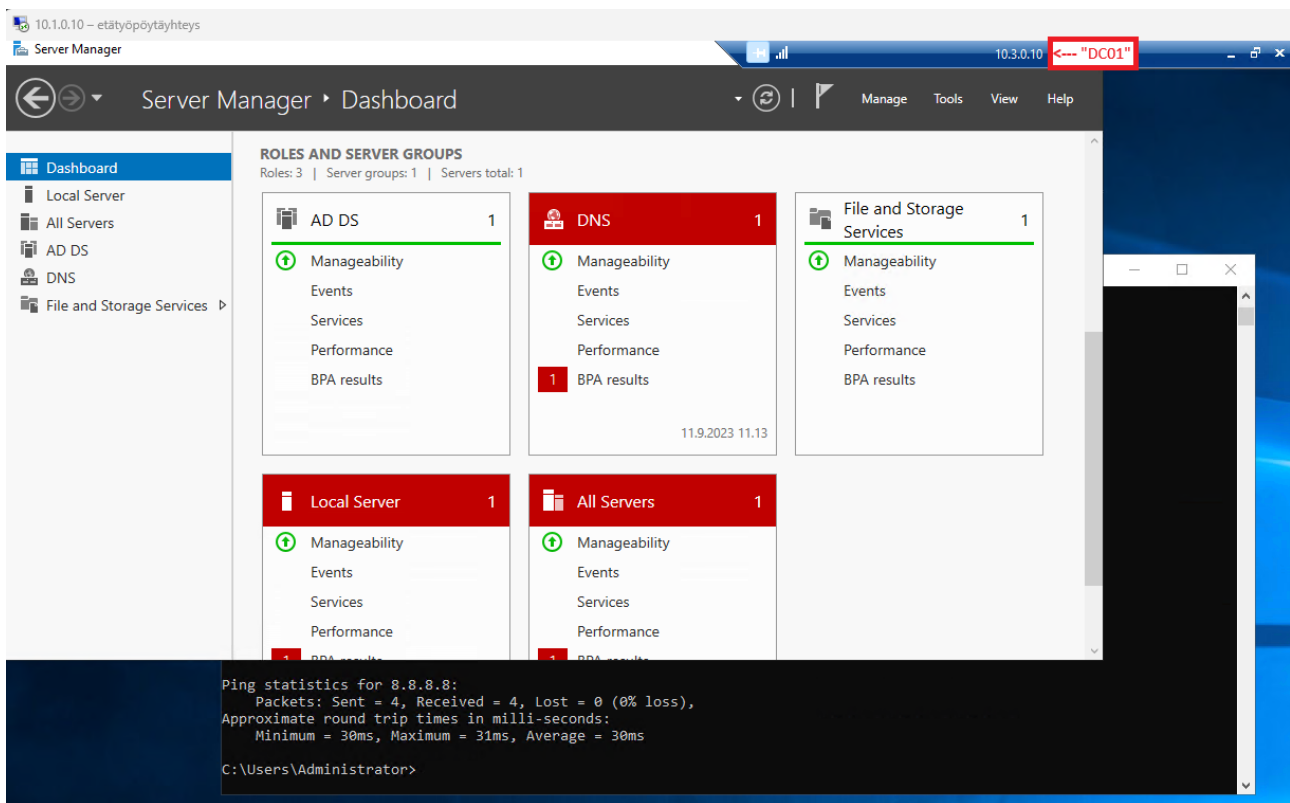 10.1.0.10 – etätyöpöytäyhteys
Server Manager
10.3.0.10 <--- "DC01"
Server Manager • Dashboard
Manage Tools View Help
Dashboard
Local Server
All Servers
AD DS
DNS
File and Storage Services
ROLES AND SERVER GROUPS
Roles: 3 | Server groups: 1 | Servers total: 1
AD DS 1
Manageability
Events
Services
Performance
BPA results
DNS 1
Manageability
Events
Services
Performance
1 BPA results
11.9.2023 11.13
File and Storage
Services 1
Manageability
Events
Services
Performance
BPA results
Local Server 1
Manageability
Events
Services
Performance
1 BPA results
All Servers 1
Manageability
Events
Services
Performance
1 BPA results
Ping statistics for 8.8.8.8:
Packets: Sent = 4, Received = 4, Lost = 0 (0% loss),
Approximate round trip times in milli-seconds:
Minimum = 30ms, Maximum = 31ms, Average = 30ms
C:\Users\Administrator>